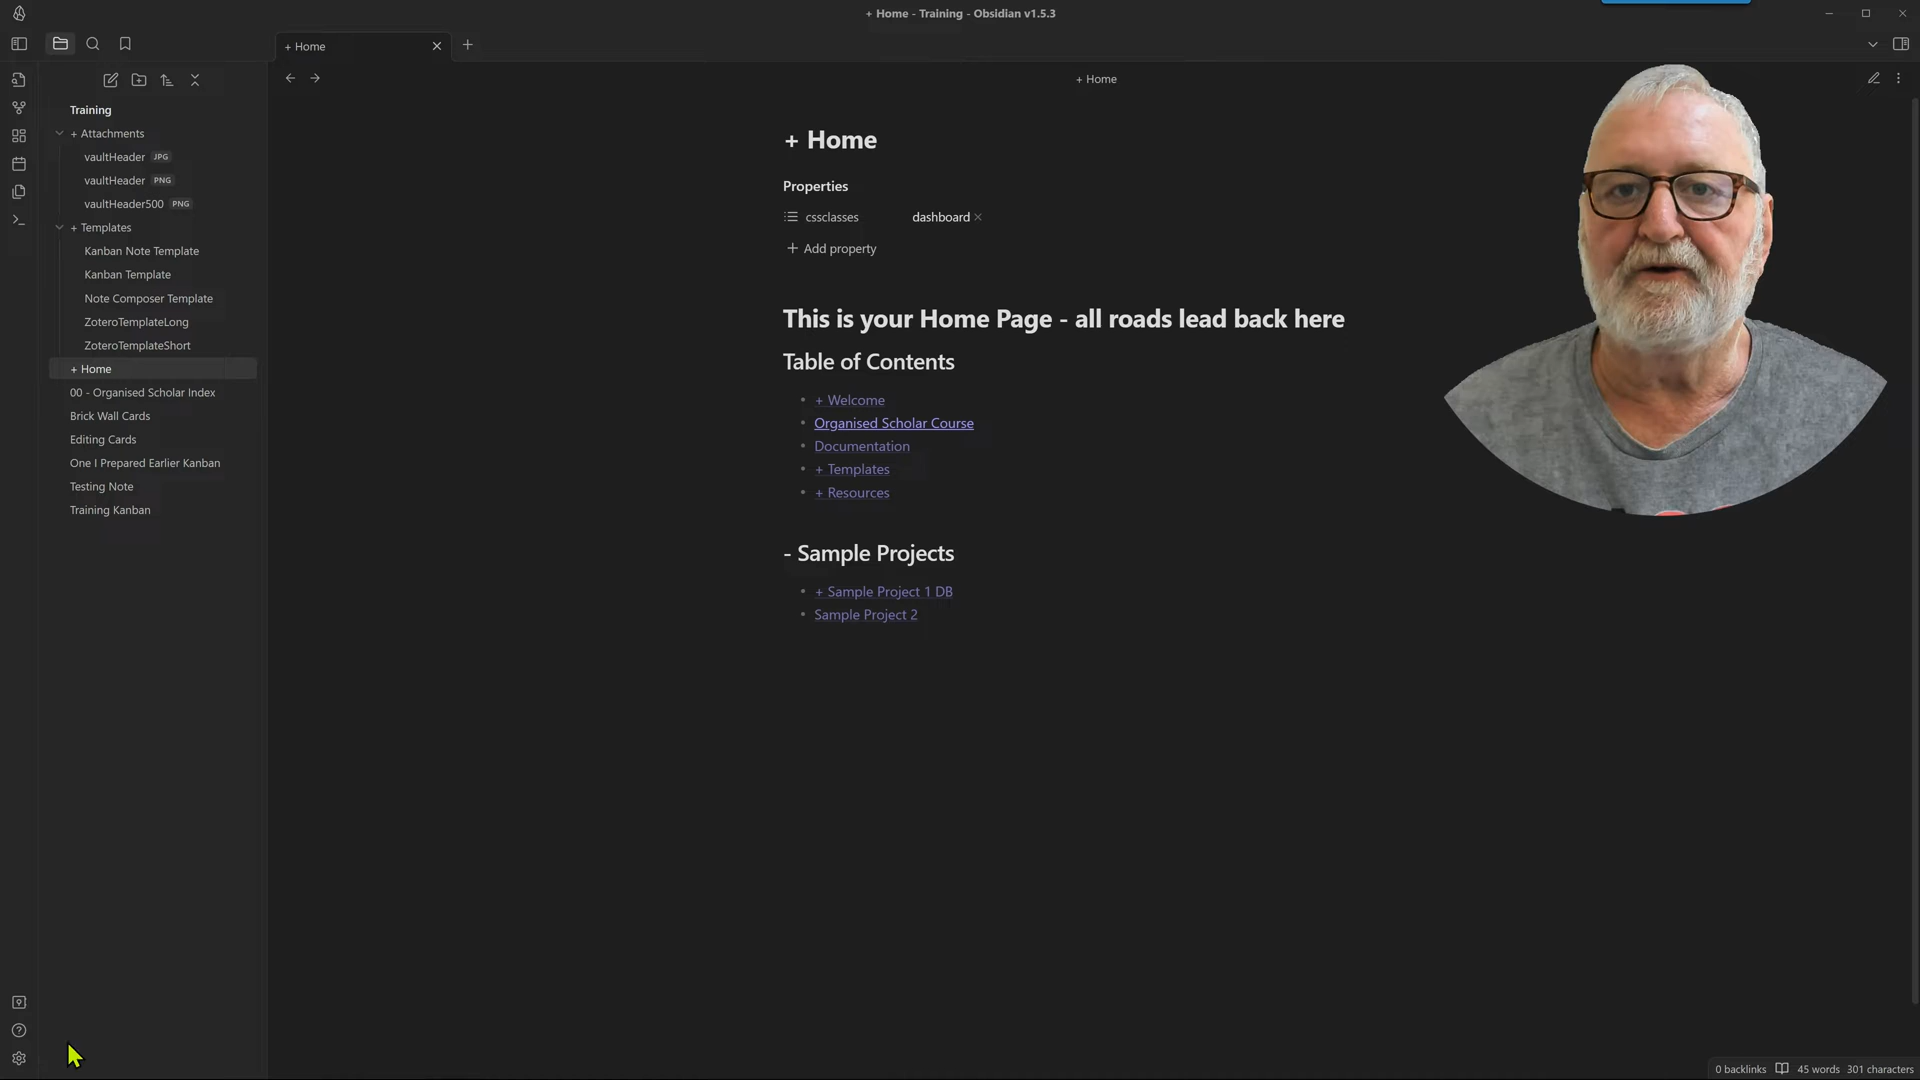 + Home - Training - Obsidian v1.5.3
+ Home
+ Home
Training
+ Attachments
vaultHeader JPG
vaultHeader PNG
vaultHeader500 PNG
+ Templates
Kanban Note Template
Kanban Template
Note Composer Template
ZoteroTemplateLong
ZoteroTemplateShort
+ Home
00 - Organised Scholar Index
Brick Wall Cards
Editing Cards
One I Prepared Earlier Kanban
Testing Note
Training Kanban
+ Home
Properties
cssclasses dashboard
+ Add property
This is your Home Page - all roads lead back here
Table of Contents
+ Welcome
Organised Scholar Course
Documentation
+ Templates
+ Resources
- Sample Projects
+ Sample Project 1 DB
Sample Project 2
0 backlinks 45 words 301 characters